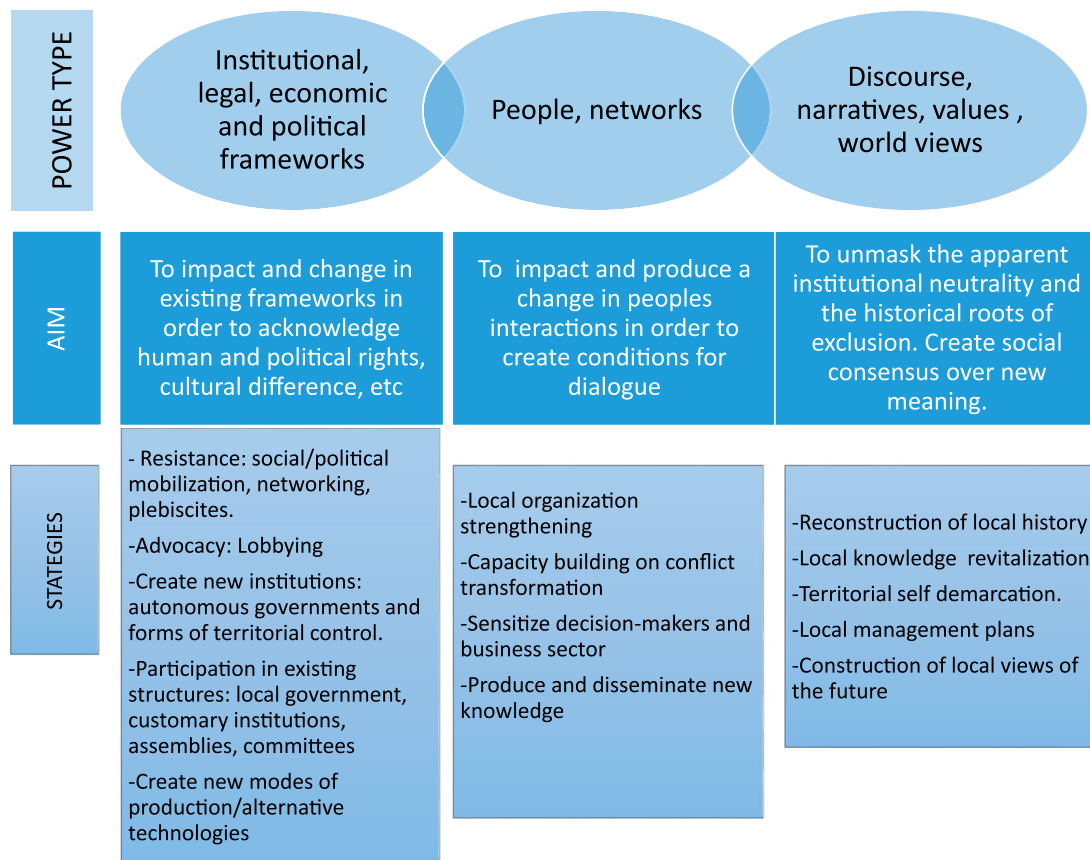 POWER TYPE
Institutional,
legal, economic
and political
frameworks
People, networks
Discourse,
narratives, values ,
world views
AIM
To impact and change in
existing frameworks in
order to acknowledge
human and political rights,
cultural difference, etc
To  impact and produce a
change in peoples
interactions in order to
create conditions for
dialogue
To unmask the apparent
institutional neutrality and
the historical roots of
exclusion. Create social
consensus over new
meaning.
STATEGIES
- Resistance: social/political
mobilization, networking,
plebiscites.
-Advocacy: Lobbying
-Create new institutions:
autonomous governments and
forms of territorial control.
-Participation in existing
structures: local government,
customary institutions,
assemblies, committees
-Create new modes of
production/alternative
technologies
-Local organization
strengthening
-Capacity building on conflict
transformation
-Sensitize decision-makers and
business sector
-Produce and disseminate new
knowledge
-Reconstruction of local history
-Local knowledge  revitalization
-Territorial self demarcation.
-Local management plans
-Construction of local views of
the future